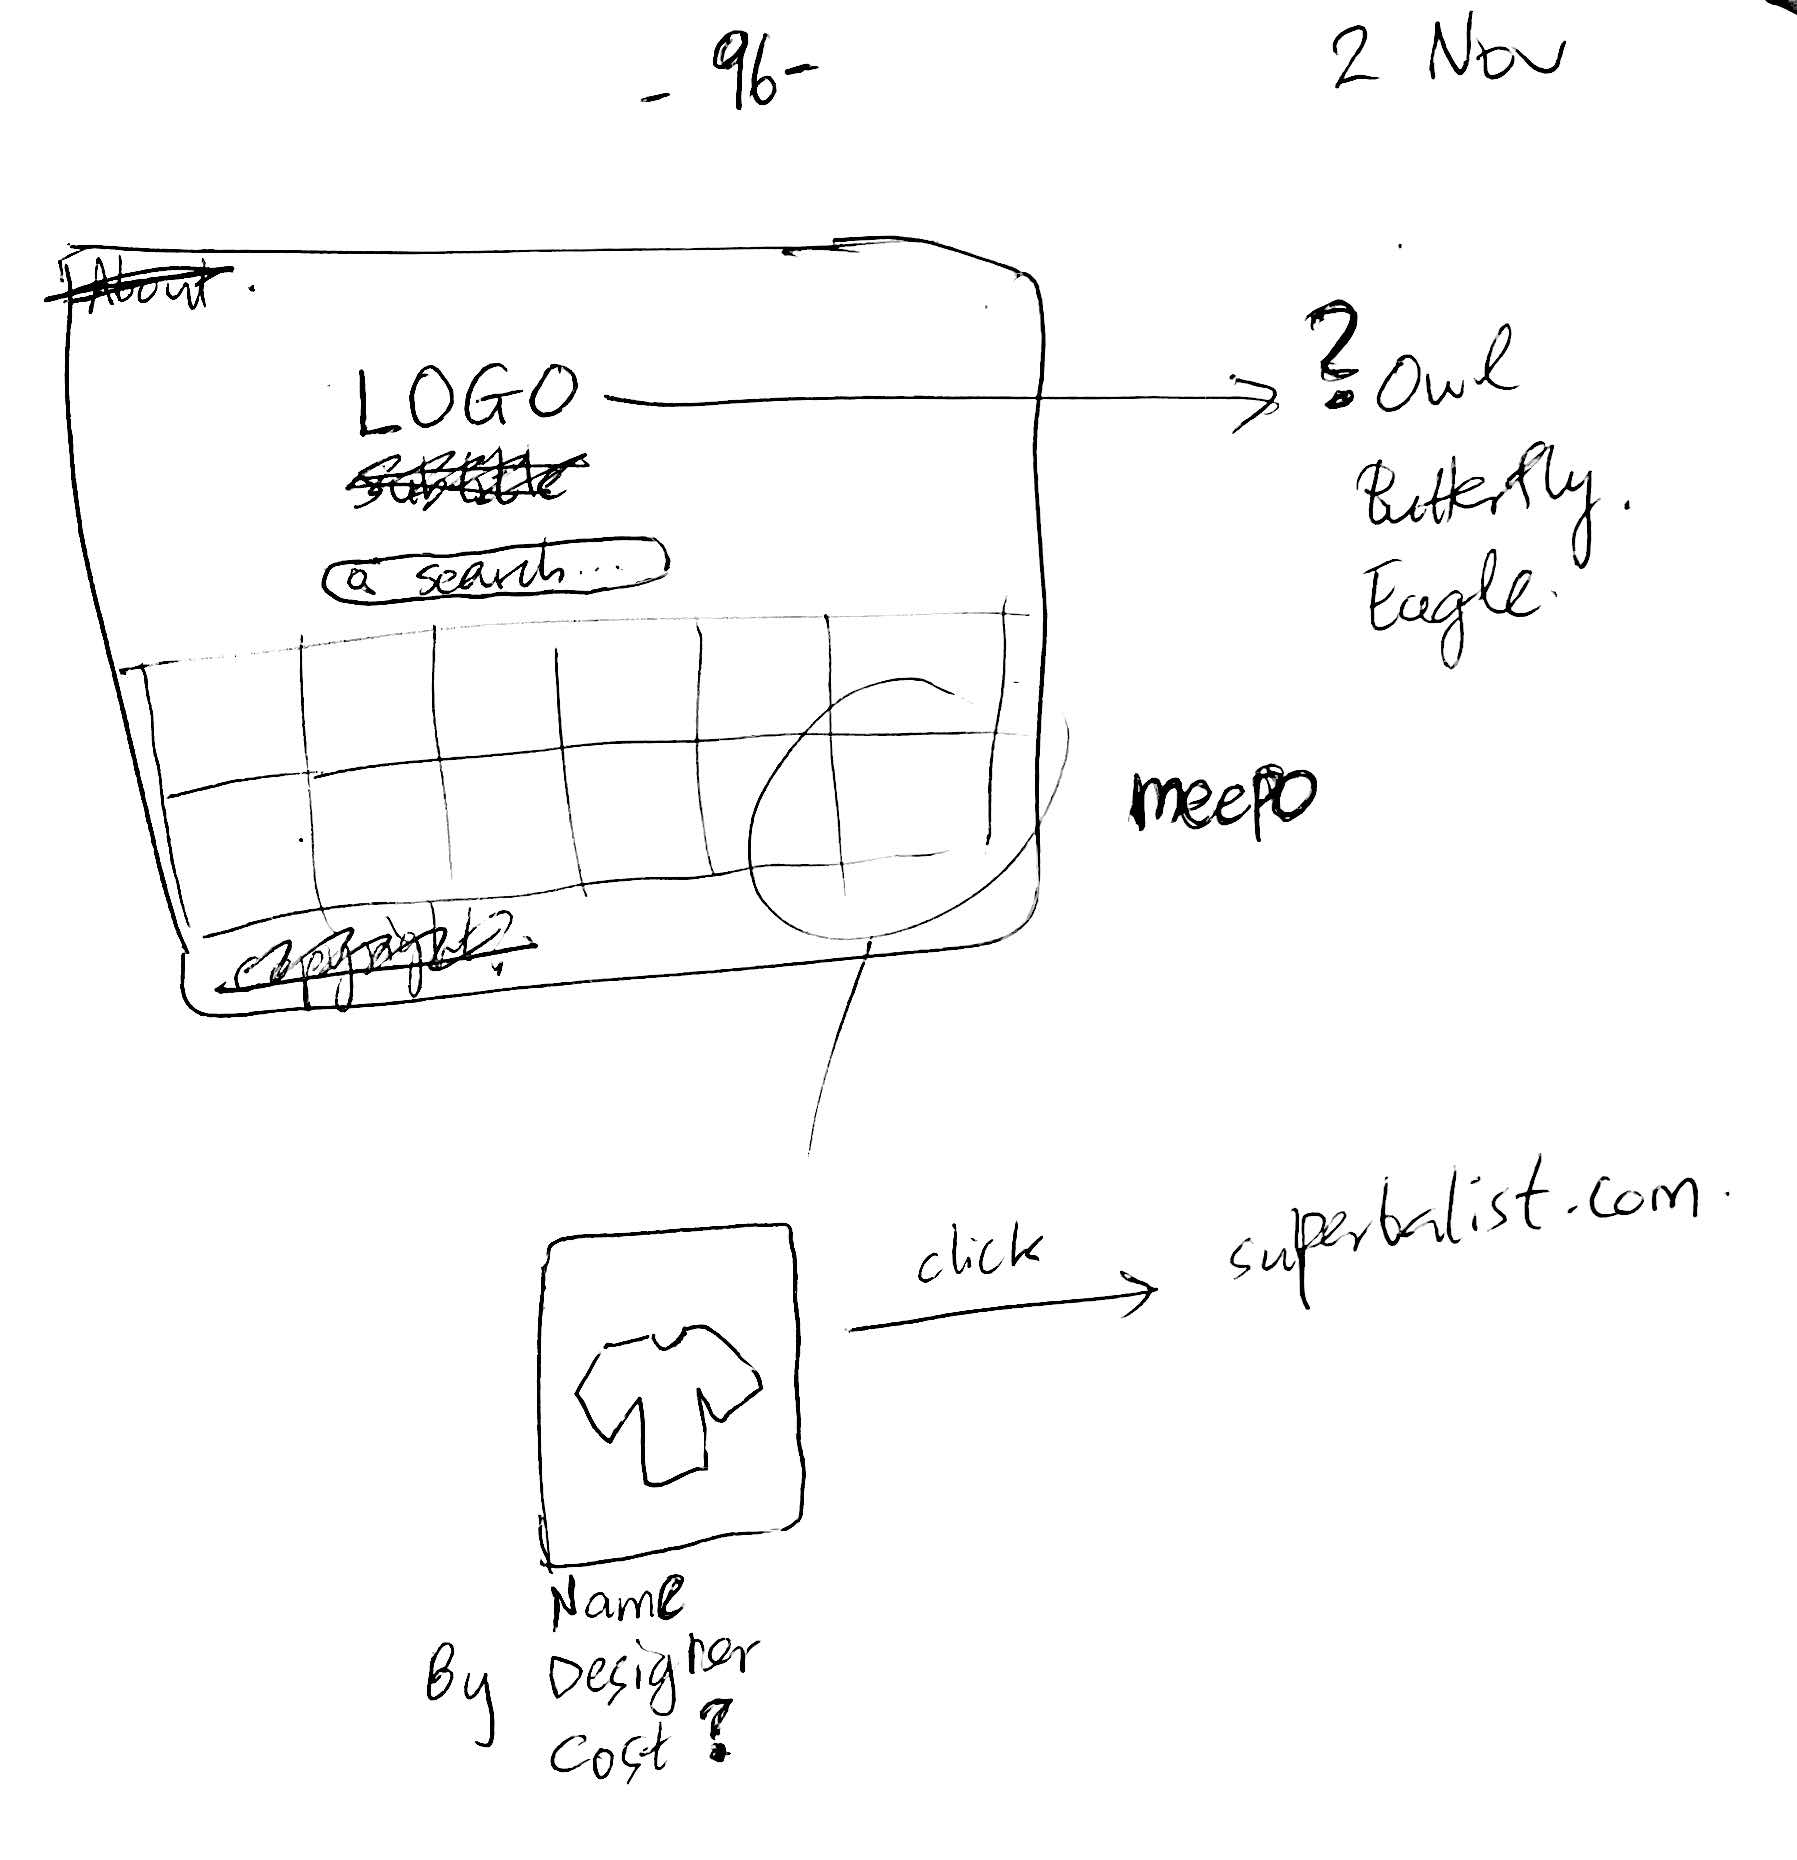 - 96 -
2 Nov
About.
LOGO
? Owl
Butterfly.
Eagle.
subtitle
search...
meepo
copyright?
click
superbalist.com.
Name
By Designer
Cost?